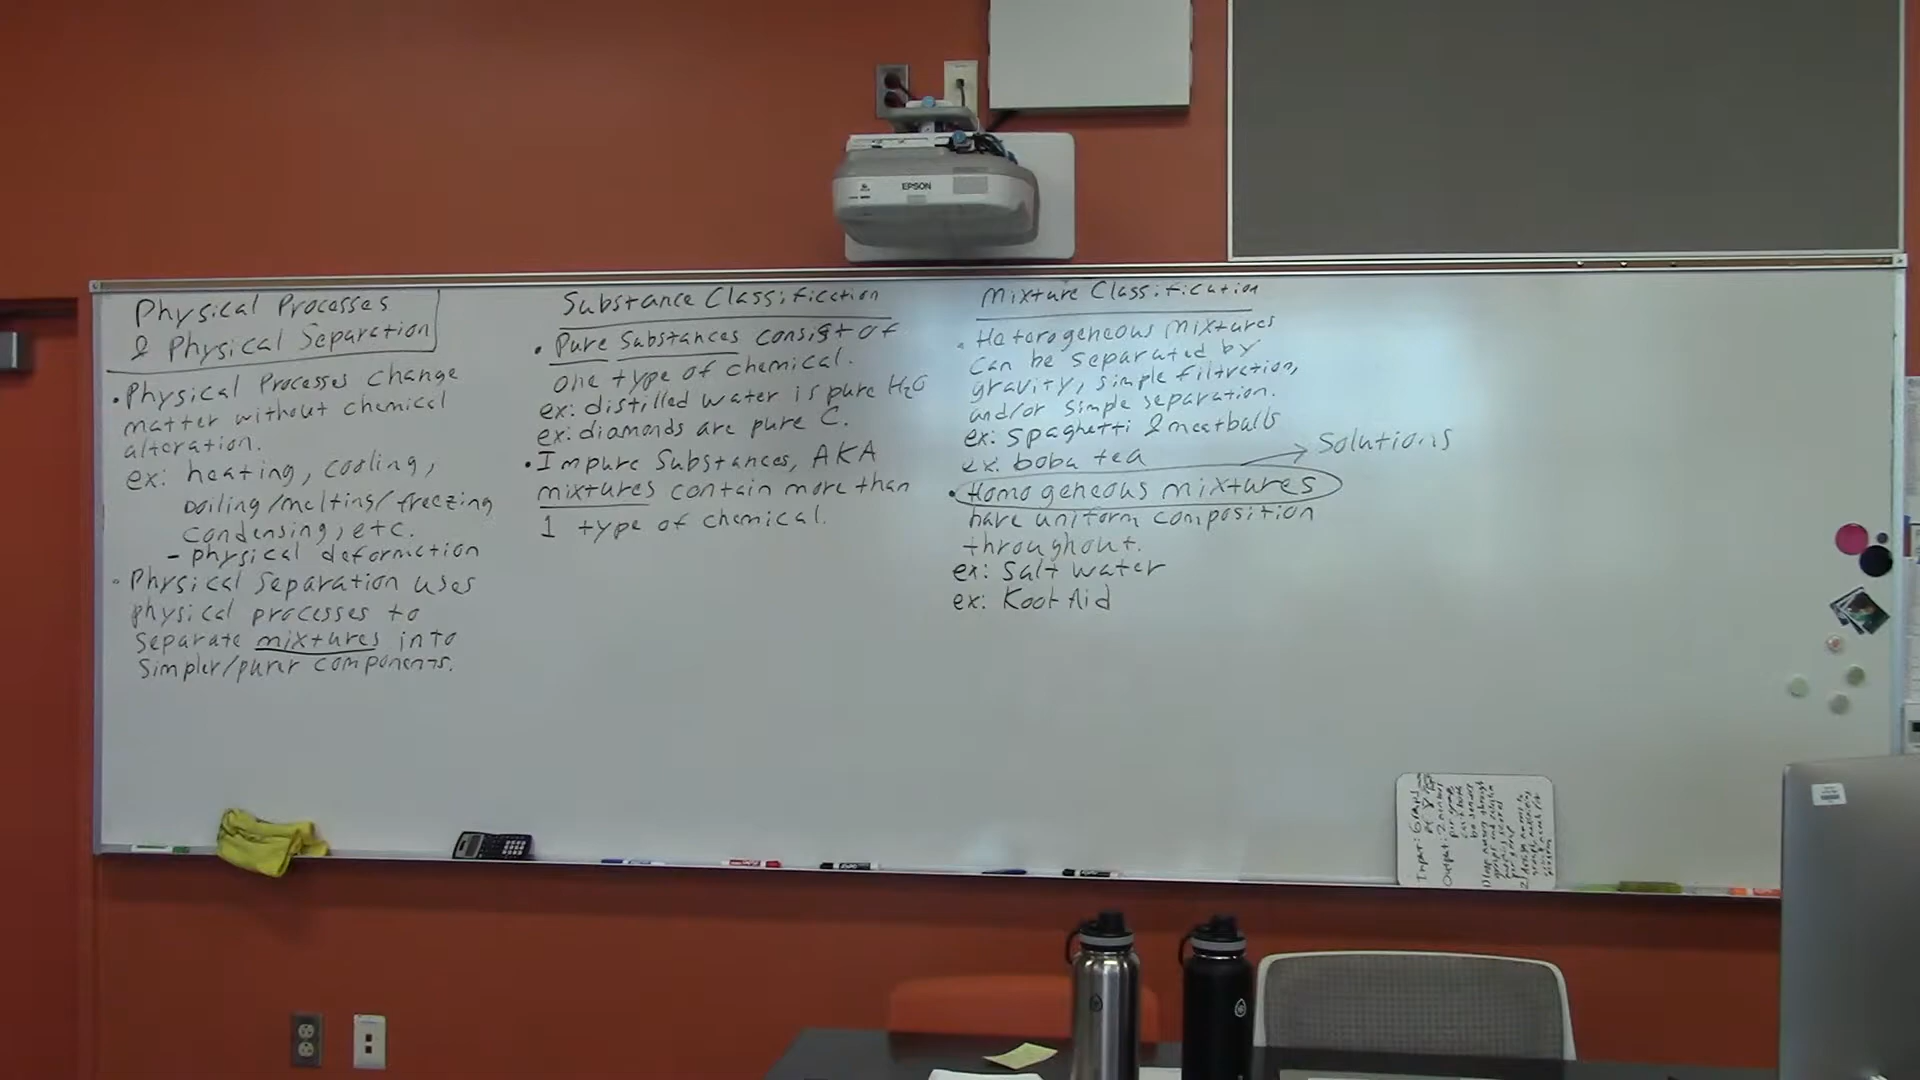 EPSON
Physical Processes
& Physical Separation
• Physical Processes change
matter without chemical
alteration.
ex: heating, cooling,
boiling/melting/freezing
condensing, etc.
- physical deformation
• Physical Separation uses
physical processes to
separate mixtures into
simpler/purer components.
Substance Classification
• Pure Substances consist of
one type of chemical.
ex: distilled water is pure H₂O
ex: diamonds are pure C.
• Impure Substances, AKA
mixtures contain more than
1 type of chemical.
Mixture Classification
• Heterogeneous mixtures
can be separated by
gravity, simple filtration,
and/or simple separation.
ex: spaghetti & meatballs
ex: boba tea
• Homogeneous mixtures → Solutions
have uniform composition
throughout.
ex: Salt water
ex: Kool Aid
Input:
Output: 2